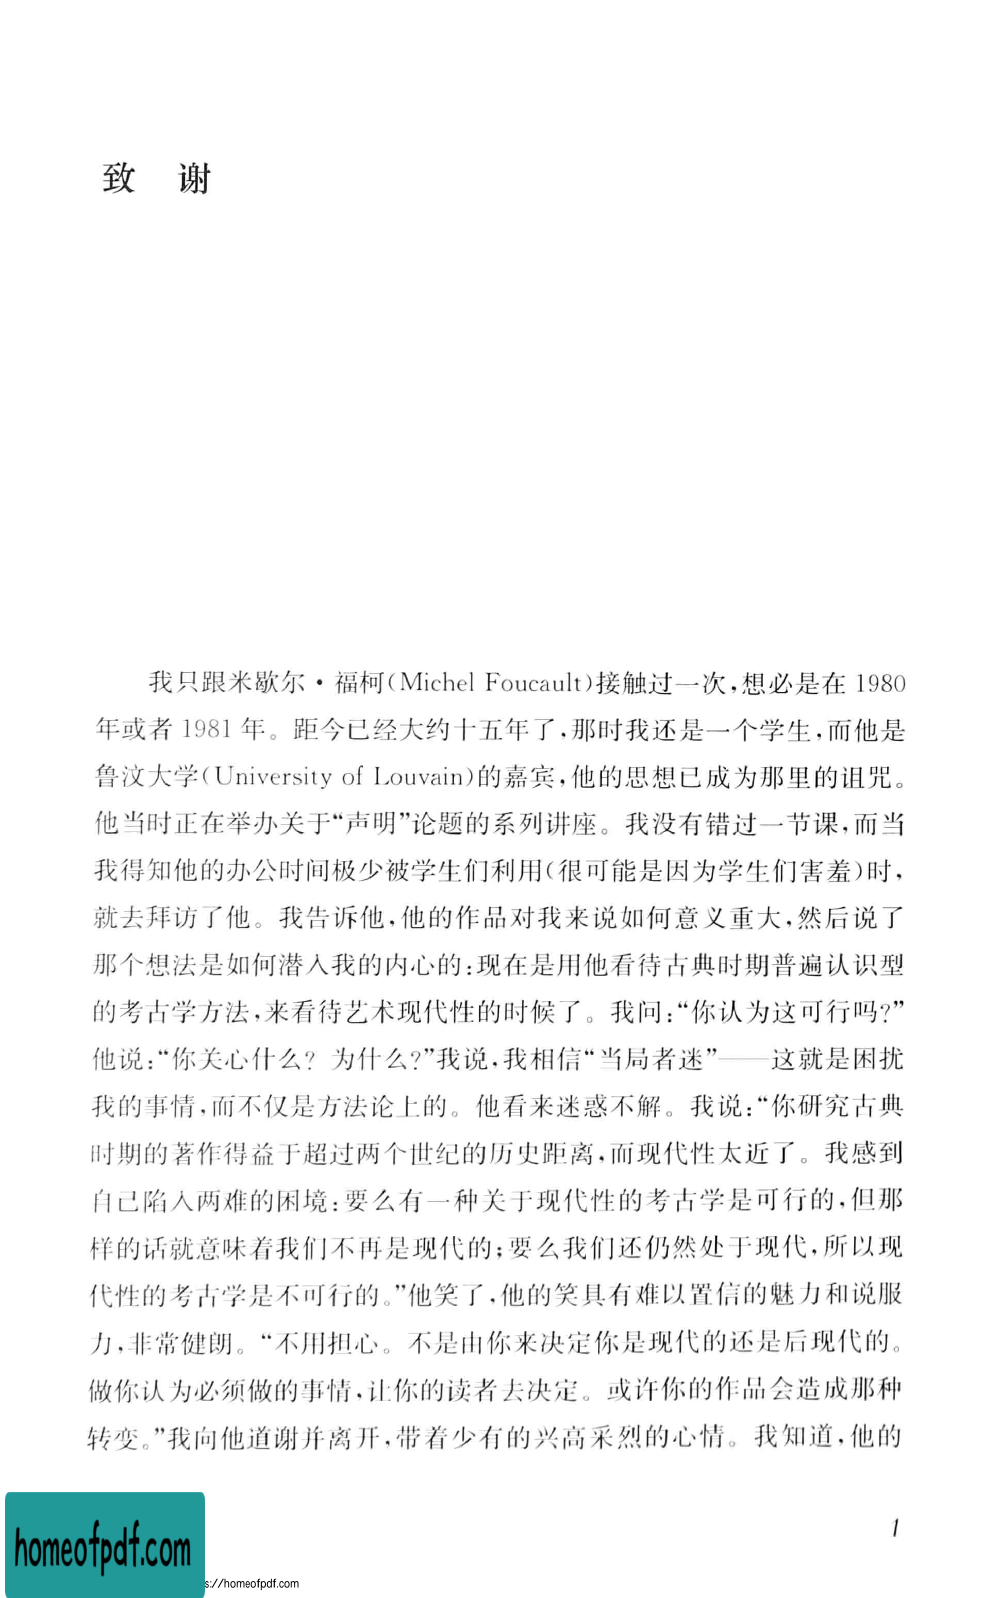 致 谢
我只跟米歇尔·福柯(Michel Foucault)接触过一次,想必是在 1980
年或者 1981 年。距今已经大约十五年了,那时我还是一个学生,而他是
鲁汶大学(University of Louvain)的嘉宾,他的思想已成为那里的诅咒。
他当时正在举办关于“声明”论题的系列讲座。我没有错过一节课,而当
我得知他的办公时间极少被学生们利用(很可能是因为学生们害羞)时,
就去拜访了他。我告诉他,他的作品对我来说如何意义重大,然后说了
那个想法是如何潜入我的内心的:现在是用他看待古典时期普遍认识型
的考古学方法,来看待艺术现代性的时候了。我问:“你认为这可行吗?”
他说:“你关心什么? 为什么?”我说,我相信“当局者迷”——这就是困扰
我的事情,而不仅是方法论上的。他看来迷惑不解。我说:“你研究古典
时期的著作得益于超过两个世纪的历史距离,而现代性太近了。我感到
自己陷入两难的困境:要么有一种关于现代性的考古学是可行的,但那
样的话就意味着我们不再是现代的;要么我们还仍然处于现代,所以现
代性的考古学是不可行的。”他笑了,他的笑具有难以置信的魅力和说服
力,非常健朗。“不用担心。不是由你来决定你是现代的还是后现代的。
做你认为必须做的事情,让你的读者去决定。或许你的作品会造成那种
转变。”我向他道谢并离开,带着少有的兴高采烈的心情。我知道,他的
1
homeofpdf.com
s://homeofpdf.com